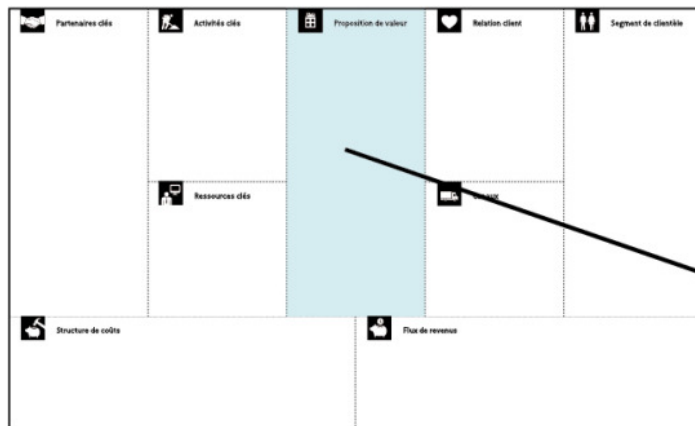 Partenaires clés
Activités clés
Proposition de valeur
Relation client
Segment de clientèle
Ressources clés
Structure de coûts
Flux de revenus